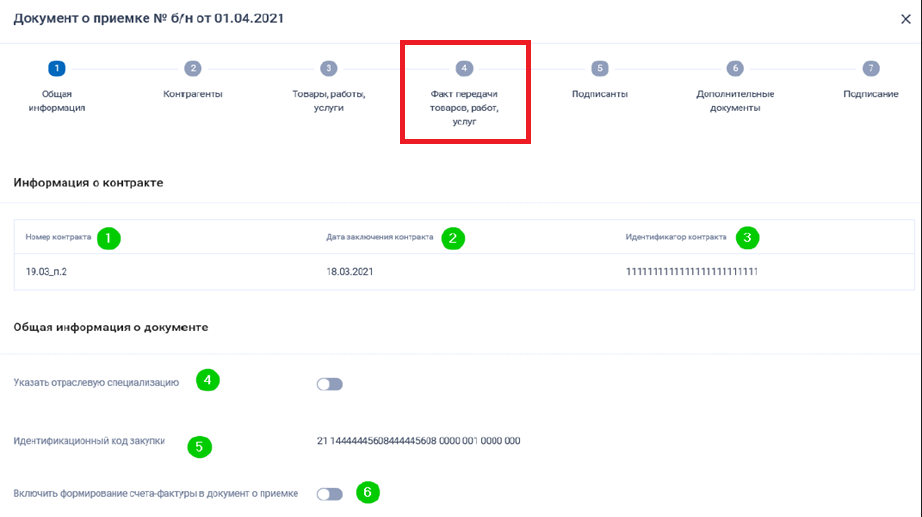 Документ о приемке № б/н от 01.04.2021
1 2 3 4 5 6 7
Общая информация
Контрагенты
Товары, работы, услуги
Факт передачи товаров, работ, услуг
Подписанты
Дополнительные документы
Подписание
Информация о контракте
Номер контракта 1 Дата заключения контракта 2 Идентификатор контракта 3
19.03_п.2 18.03.2021
Общая информация о документе
Указать отраслевую специализацию 4
Идентификационный код закупки 5 21 14444445608444445608 0000 001 0000 000
Включить формирование счета-фактуры в документ о приемке 6